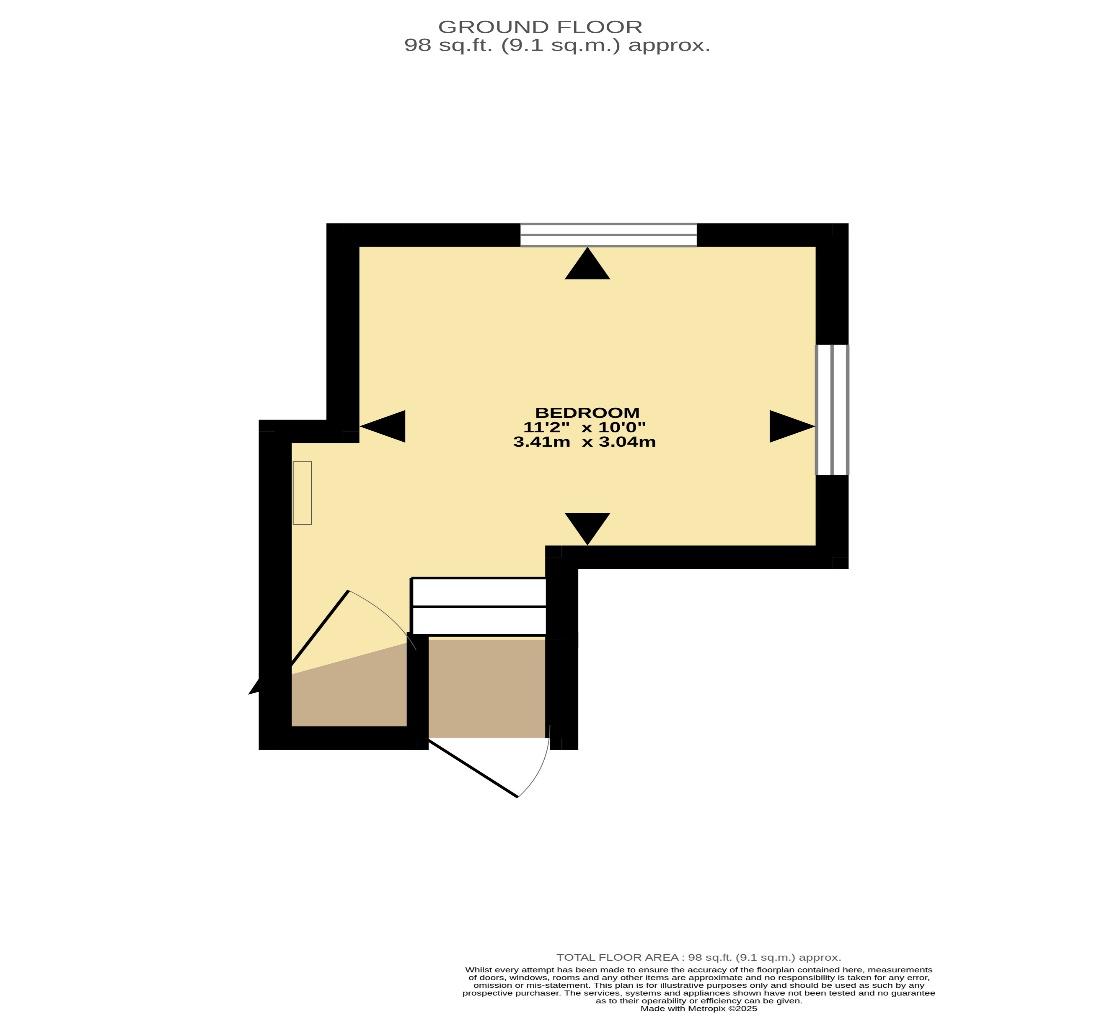 GROUND FLOOR
98 sq.ft. (9.1 sq.m.) approx.
BEDROOM
11'2" x 10'0"
3.41m x 3.04m
TOTAL FLOOR AREA : 98 sq.ft. (9.1 sq.m.) approx.
Whilst every attempt has been made to ensure the accuracy of the floorplan contained here, measurements
of doors, windows, rooms and any other items are approximate and no responsibility is taken for any error,
omission or mis-statement. This plan is for illustrative purposes only and should be used as such by any
prospective purchaser. The services, systems and appliances shown have not been tested and no guarantee
as to their operability or efficiency can be given.
Made with Metropix ©2025